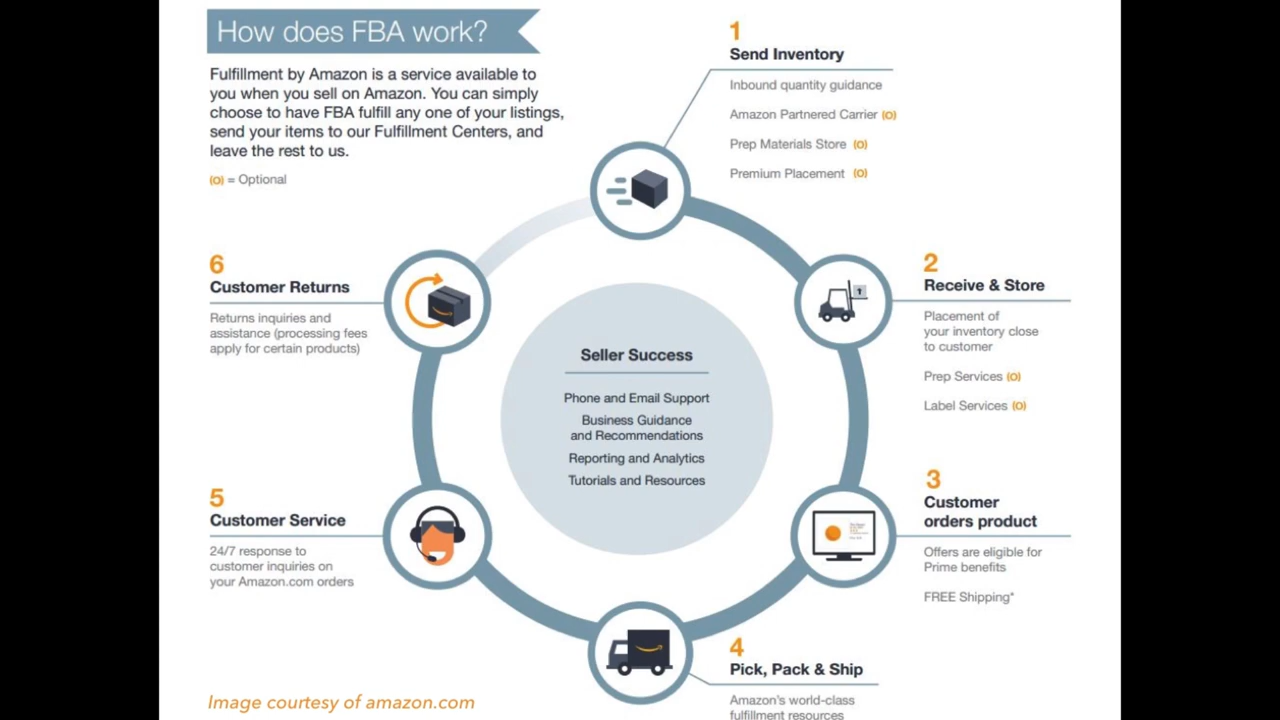 How does FBA work?
Fulfillment by Amazon is a service available to
you when you sell on Amazon. You can simply
choose to have FBA fulfill any one of your listings,
send your items to our Fulfillment Centers, and
leave the rest to us.
(O) = Optional
1
Send Inventory
Inbound quantity guidance
Amazon Partnered Carrier (O)
Prep Materials Store (O)
Premium Placement (O)
2
Receive & Store
Placement of
your inventory close
to customer
Prep Services (O)
Label Services (O)
3
Customer
orders product
Offers are eligible for
Prime benefits
FREE Shipping*
4
Pick, Pack & Ship
Amazon's world-class
fulfillment resources
5
Customer Service
24/7 response to
customer inquiries on
your Amazon.com orders
6
Customer Returns
Returns inquiries and
assistance (processing fees
apply for certain products)
Seller Success
Phone and Email Support
Business Guidance
and Recommendations
Reporting and Analytics
Tutorials and Resources
Image courtesy of amazon.com